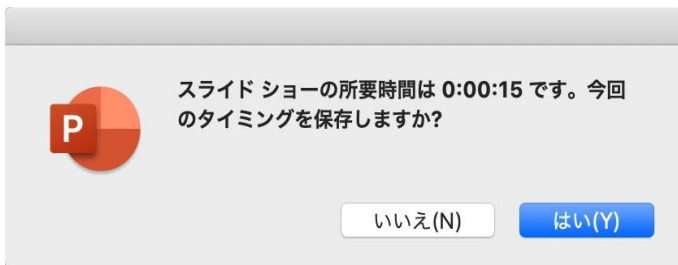 スライド ショーの所要時間は 0:00:15 です。今回
のタイミングを保存しますか?
P
いいえ(N)
はい(Y)